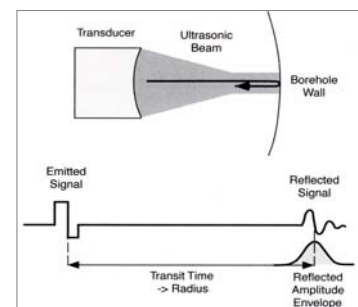 Transducer
Ultrasonic
Beam
Borehole
Wall
Emitted
Signal
Reflected
Signal
Transit Time
-> Radius
Reflected
Amplitude
Envelope